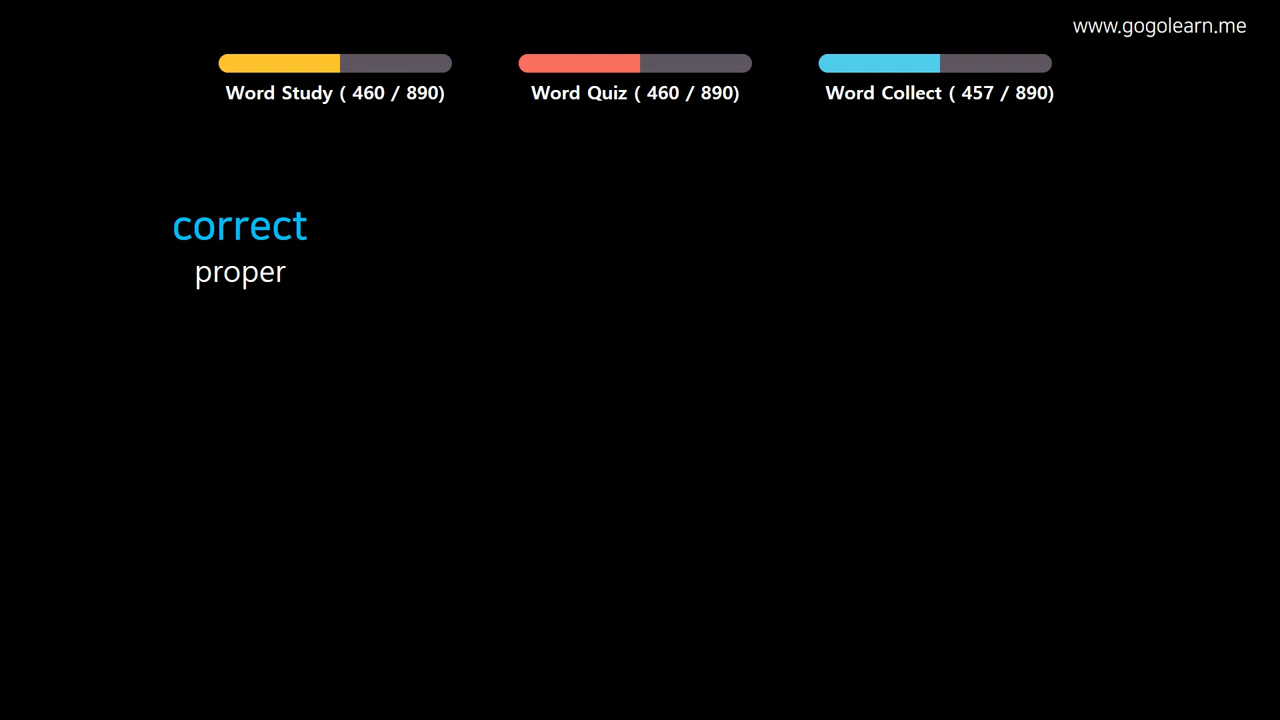 www.gogolearn.me
Word Study ( 460 / 890)
Word Quiz ( 460 / 890)
Word Collect ( 457 / 890)
correct
proper